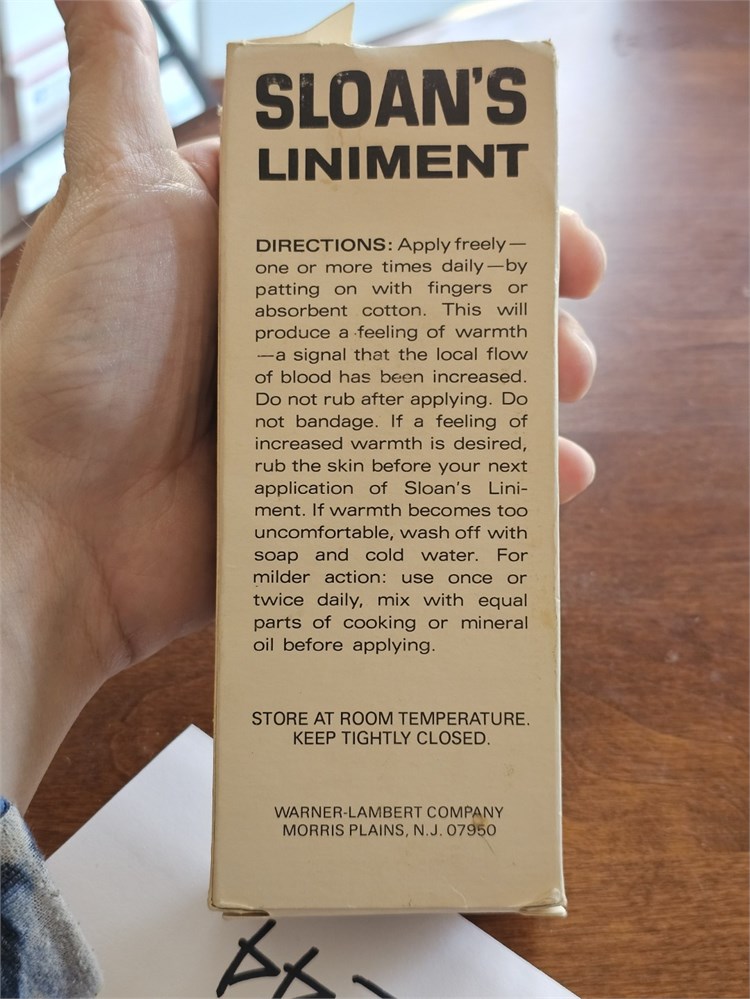 SLOAN'S
LINIMENT
DIRECTIONS: Apply freely—
one or more times daily—by
patting on with fingers or
absorbent cotton. This will
produce a feeling of warmth
—a signal that the local flow
of blood has been increased.
Do not rub after applying. Do
not bandage. If a feeling of
increased warmth is desired,
rub the skin before your next
application of Sloan's Lini-
ment. If warmth becomes too
uncomfortable, wash off with
soap and cold water. For
milder action: use once or
twice daily, mix with equal
parts of cooking or mineral
oil before applying.
STORE AT ROOM TEMPERATURE.
KEEP TIGHTLY CLOSED.
WARNER-LAMBERT COMPANY
MORRIS PLAINS, N.J. 07950